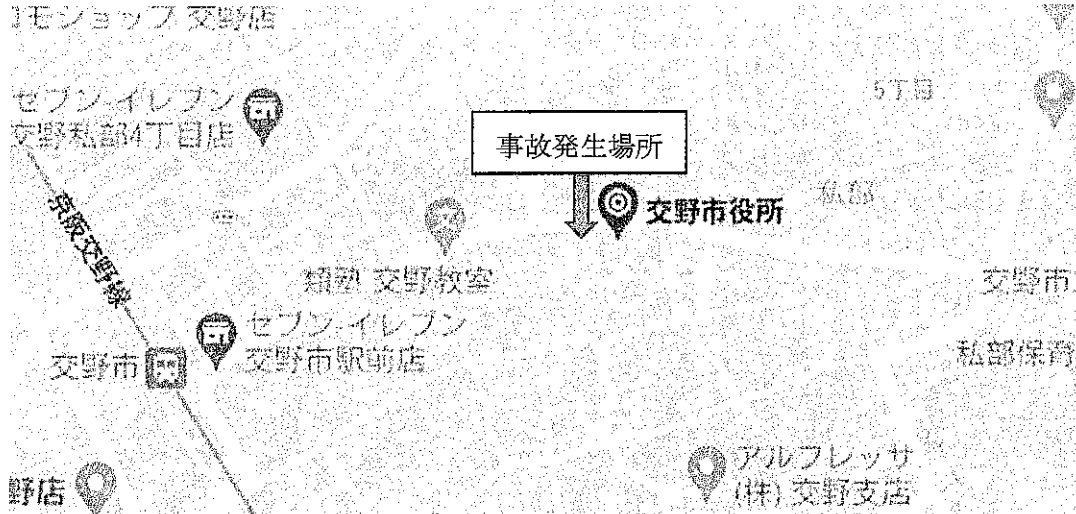 モショップ 交野店
セブン-イレブン
交野私部4丁目店
5丁目
事故発生場所
交野市役所
私部
京阪交野線
類塾 交野教室
交野市
セブン-イレブン
交野市駅前店
交野市
私部保育
アルフレッサ
(株) 交野支店
野店